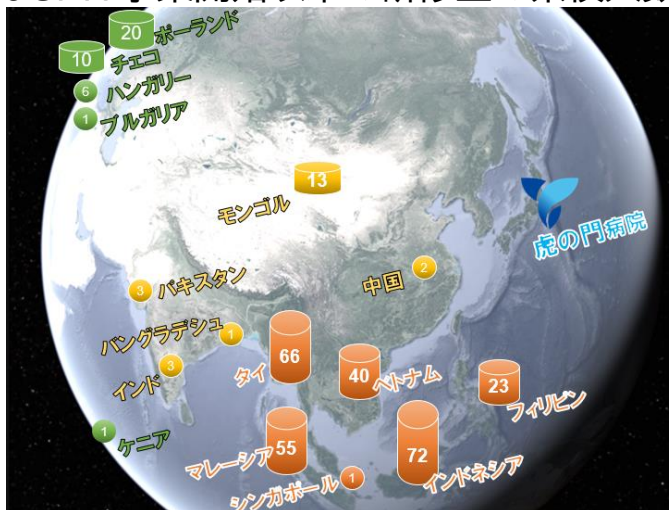 20
ポーランド
10
チェコ
6
ハンガリー
1
ブルガリア
13
モンゴル
虎の門病院
3
パキスタン
2
中国
1
バングラデシュ
3
インド
66
タイ
40
ベトナム
23
フィリピン
1
ケニア
55
マレーシア
72
インドネシア
1
シンガポール